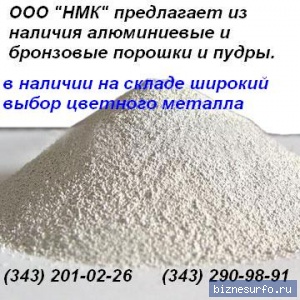 ООО "НМК" предлагает из
наличия алюминиевые и
бронзовые порошки и пудры.
в наличии на складе широкий
выбор цветного металла
(343) 201-02-26 (343) 290-98-91
бизнесurfo.ru